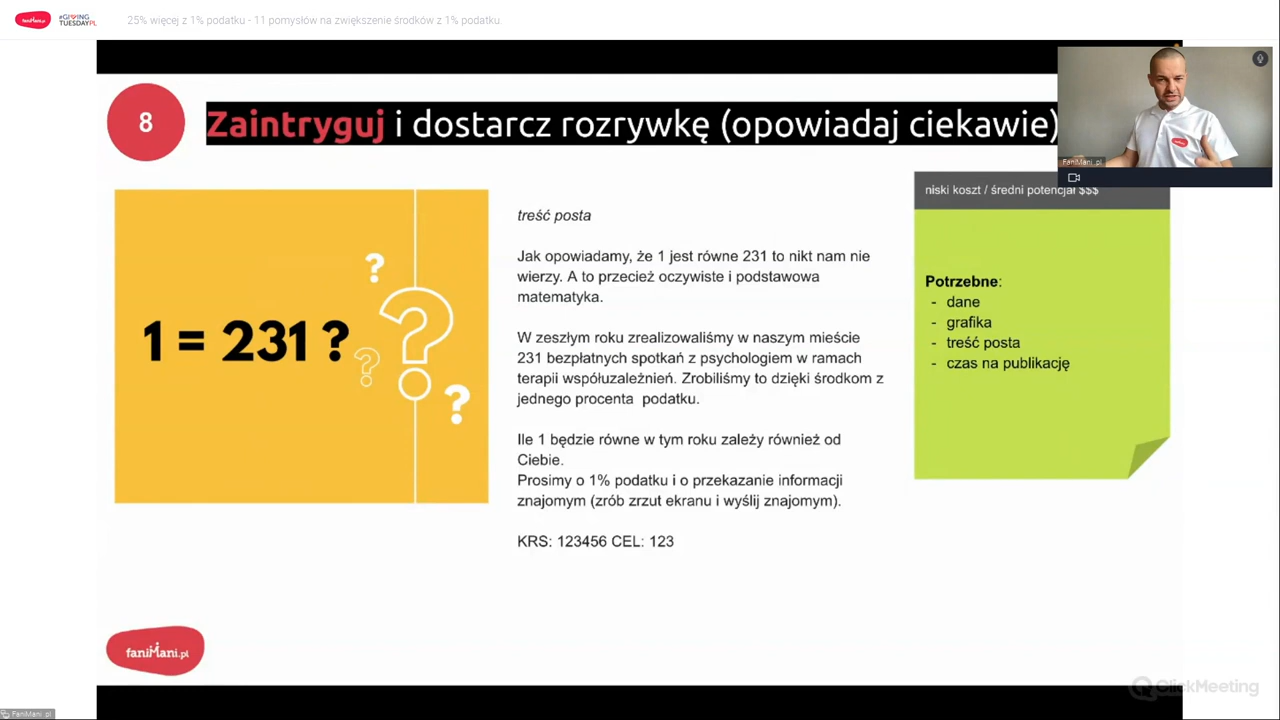 faniMani
#GIVING
TUESDAYPL
25% więcej z 1% podatku - 11 pomysłów na zwiększenie środków z 1% podatku.
8
Zaintryguj i dostarcz rozrywkę (opowiadaj ciekawie)
FaniMani_pl
niski koszt / średni potencjał $$$
1 = 231 ?
? ? ? ?
treść posta
Jak opowiadamy, że 1 jest równe 231 to nikt nam nie
wierzy. A to przecież oczywiste i podstawowa
matematyka.
W zeszłym roku zrealizowaliśmy w naszym mieście
231 bezpłatnych spotkań z psychologiem w ramach
terapii współuzależnień. Zrobiliśmy to dzięki środkom z
jednego procenta podatku.
Ile 1 będzie równe w tym roku zależy również od
Ciebie.
Prosimy o 1% podatku i o przekazanie informacji
znajomym (zrób zrzut ekranu i wyślij znajomym).
KRS: 123456 CEL: 123
Potrzebne:
- dane
- grafika
- treść posta
- czas na publikację
faniMani.pl
ClickMeeting
FaniMani_pl